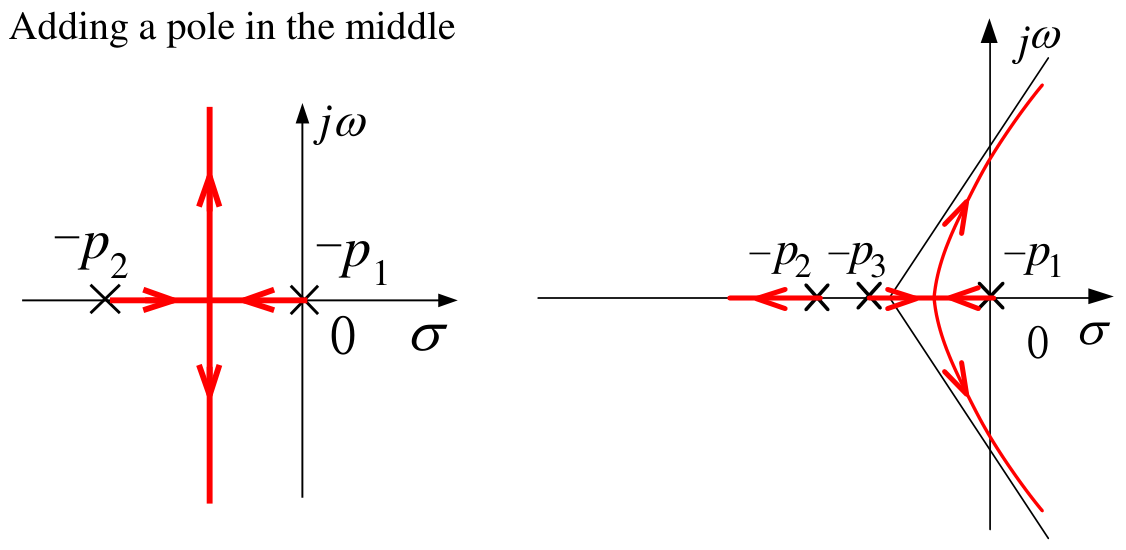 Adding a pole in the middle
jω
−p₂
−p₁
0
σ
jω
−p₂
−p₃
−p₁
0
σ